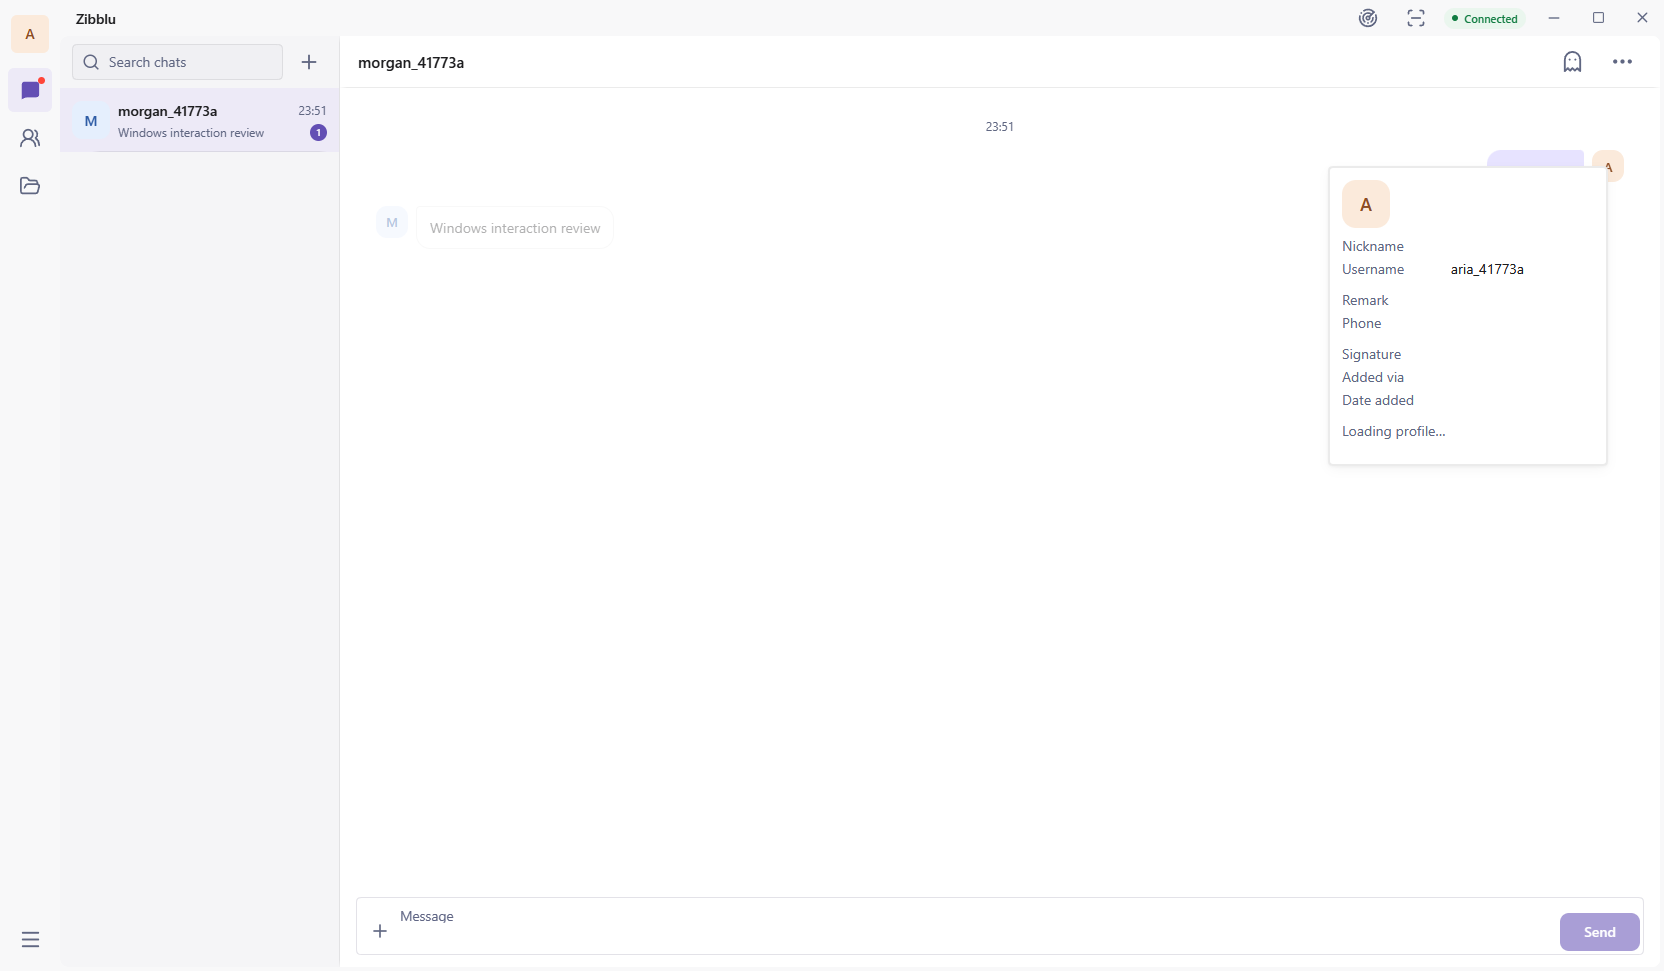 A
Zibblu
Connected
Search chats
morgan_41773a
M
morgan_41773a
23:51
Windows interaction review
1
23:51
A
M
Windows interaction review
A
Nickname
Username aria_41773a
Remark
Phone
Signature
Added via
Date added
Loading profile...
Message
Send